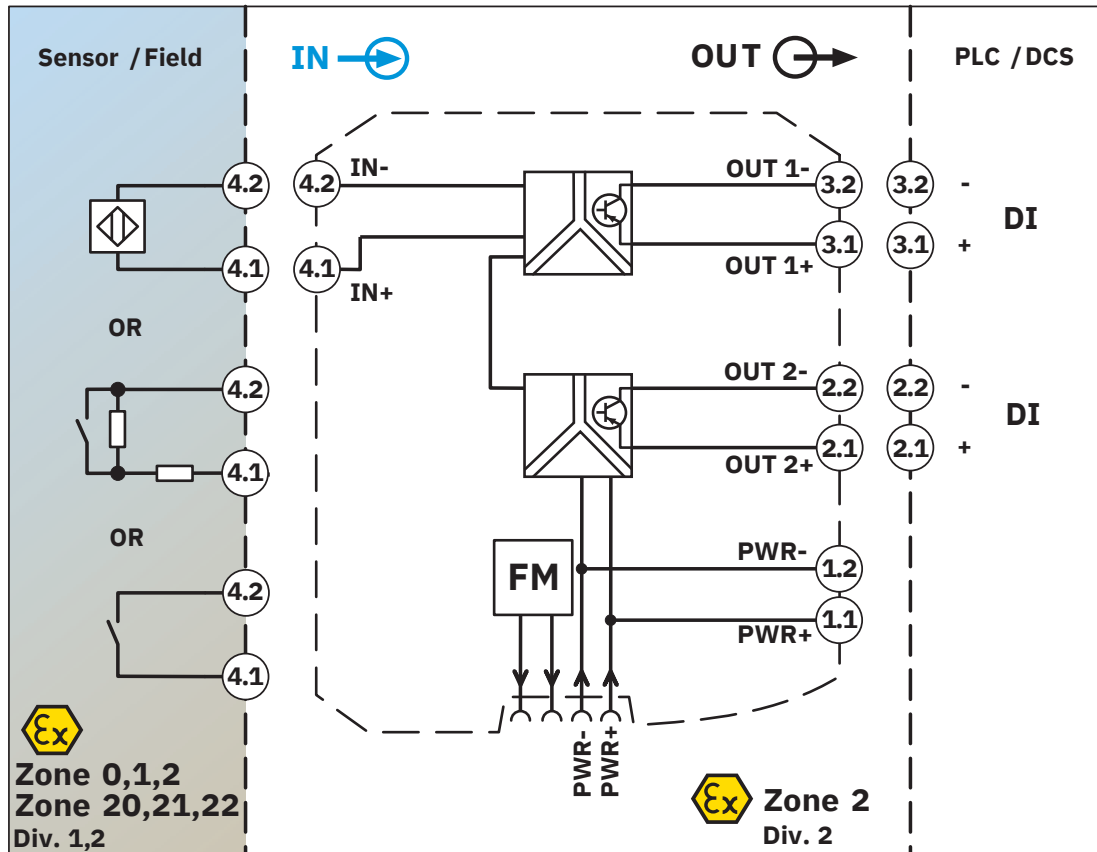 Sensor / Field
IN
OUT
PLC / DCS
4.2
4.2
IN-
OUT 1-
3.2
3.2
-
DI
4.1
4.1
IN+
OUT 1+
3.1
3.1
+
OR
4.2
OUT 2-
2.2
2.2
-
DI
4.1
OUT 2+
2.1
2.1
+
OR
FM
PWR-
1.2
4.2
PWR+
1.1
4.1
PWR-
PWR+
Ex
Zone 0,1,2
Zone 20,21,22
Div. 1,2
Ex
Zone 2
Div. 2